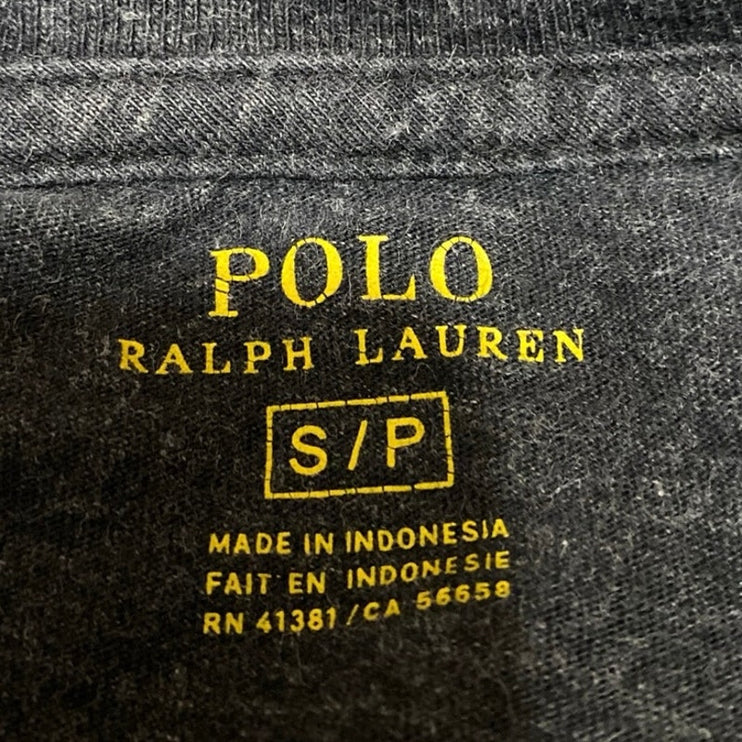 POLO
RALPH LAUREN
S/P
MADE IN INDONESIA
FAIT EN INDONESIE
RN 41381/CA 56658